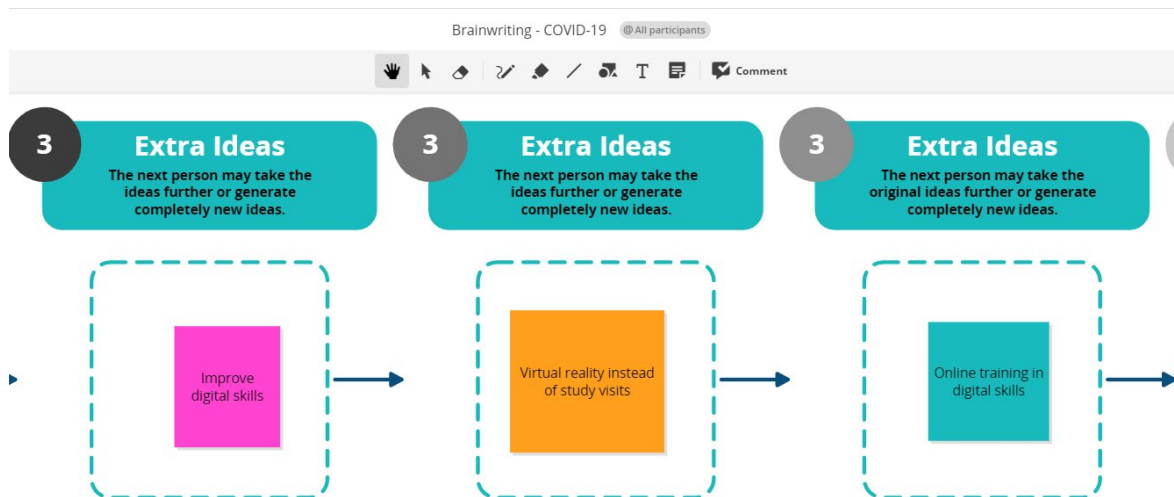 Brainwriting - COVID-19 @ All participants
Comment
3
Extra Ideas
The next person may take the
ideas further or generate
completely new ideas.
3
Extra Ideas
The next person may take the
ideas further or generate
completely new ideas.
3
Extra Ideas
The next person may take the
original ideas further or generate
completely new ideas.
Improve
digital skills
Virtual reality instead
of study visits
Online training in
digital skills